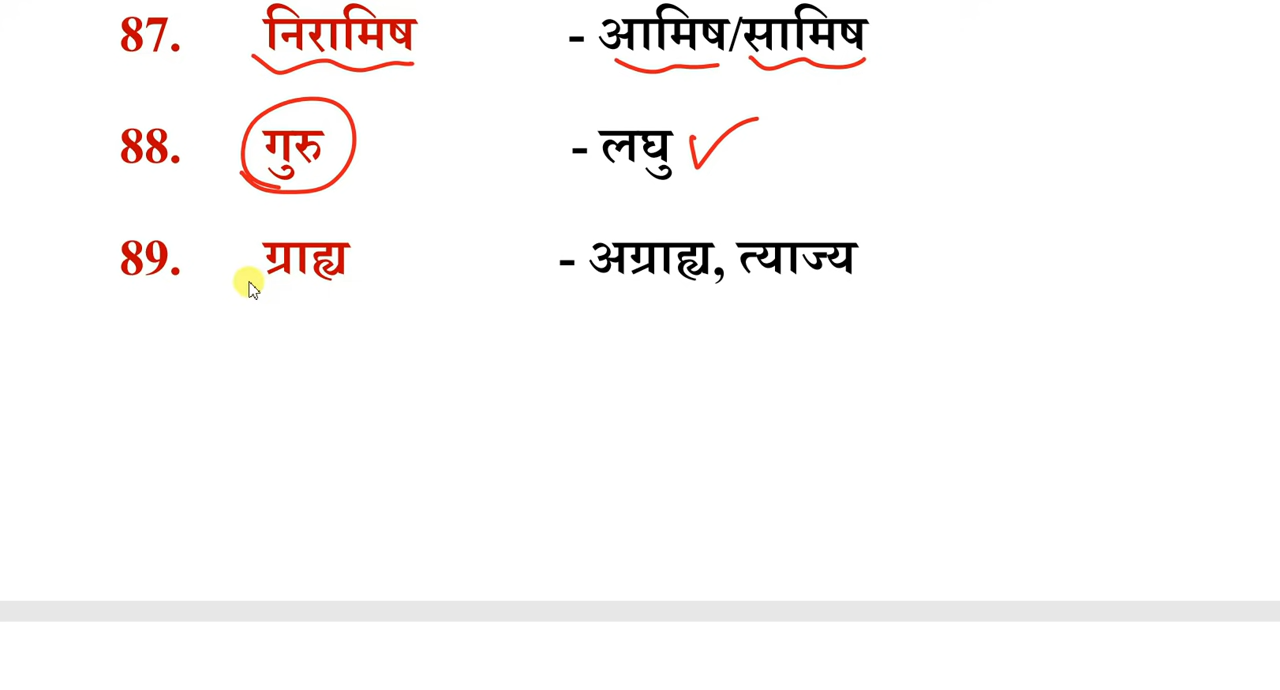 87. निरामिष - आमिष/सामिष
88. गुरु - लघु
89. ग्राह्य - अग्राह्य, त्याज्य